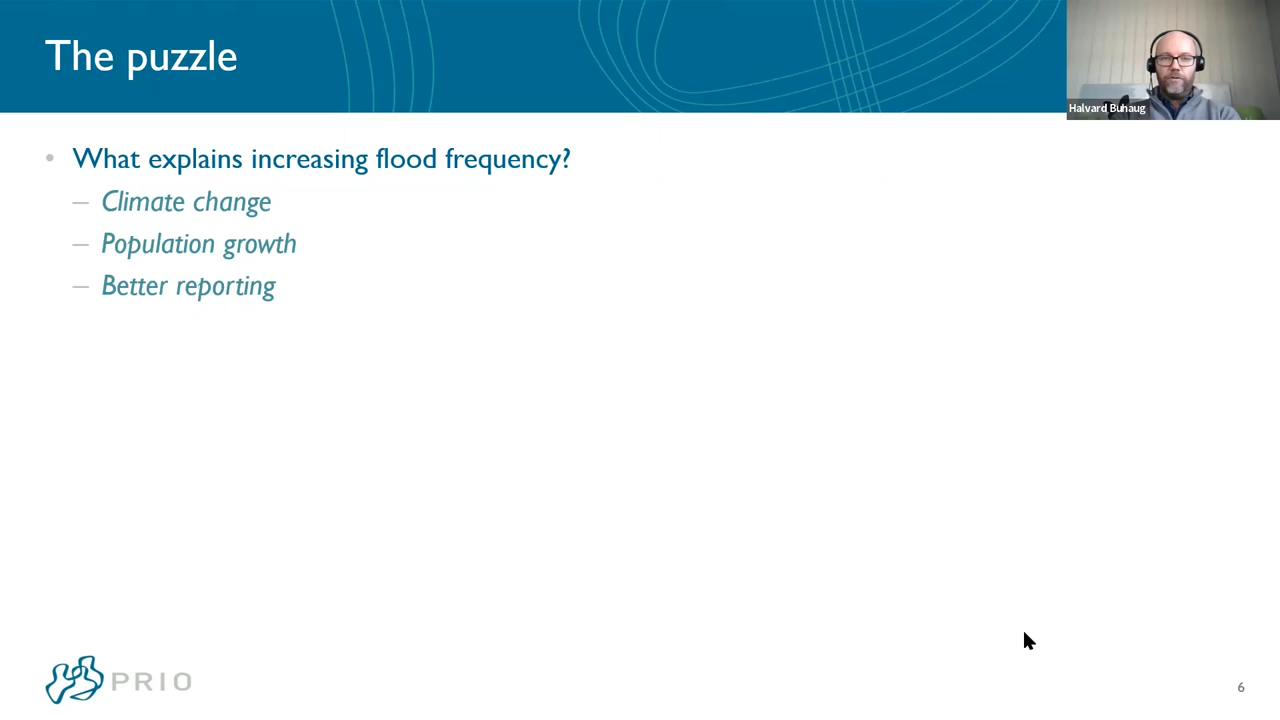 The puzzle
Halvard Buhaug
• What explains increasing flood frequency?
– Climate change
– Population growth
– Better reporting
PRIO
6